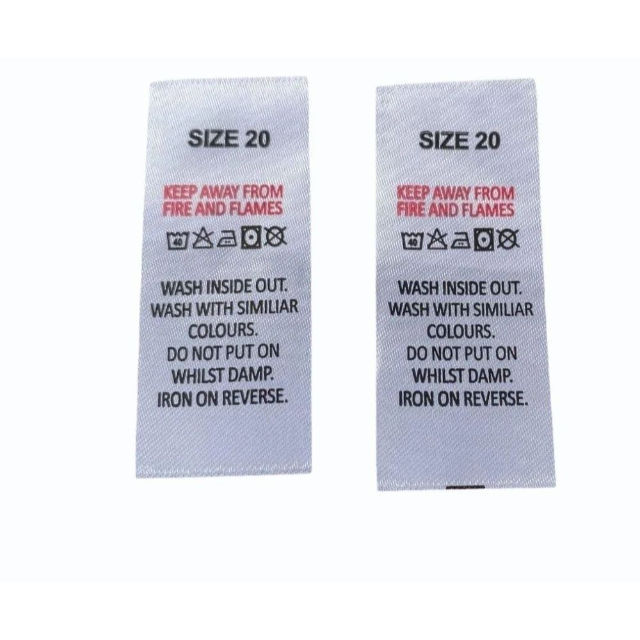 SIZE 20
KEEP AWAY FROM
FIRE AND FLAMES
40
WASH INSIDE OUT.
WASH WITH SIMILIAR
COLOURS.
DO NOT PUT ON
WHILST DAMP.
IRON ON REVERSE.
SIZE 20
KEEP AWAY FROM
FIRE AND FLAMES
40
WASH INSIDE OUT.
WASH WITH SIMILIAR
COLOURS.
DO NOT PUT ON
WHILST DAMP.
IRON ON REVERSE.